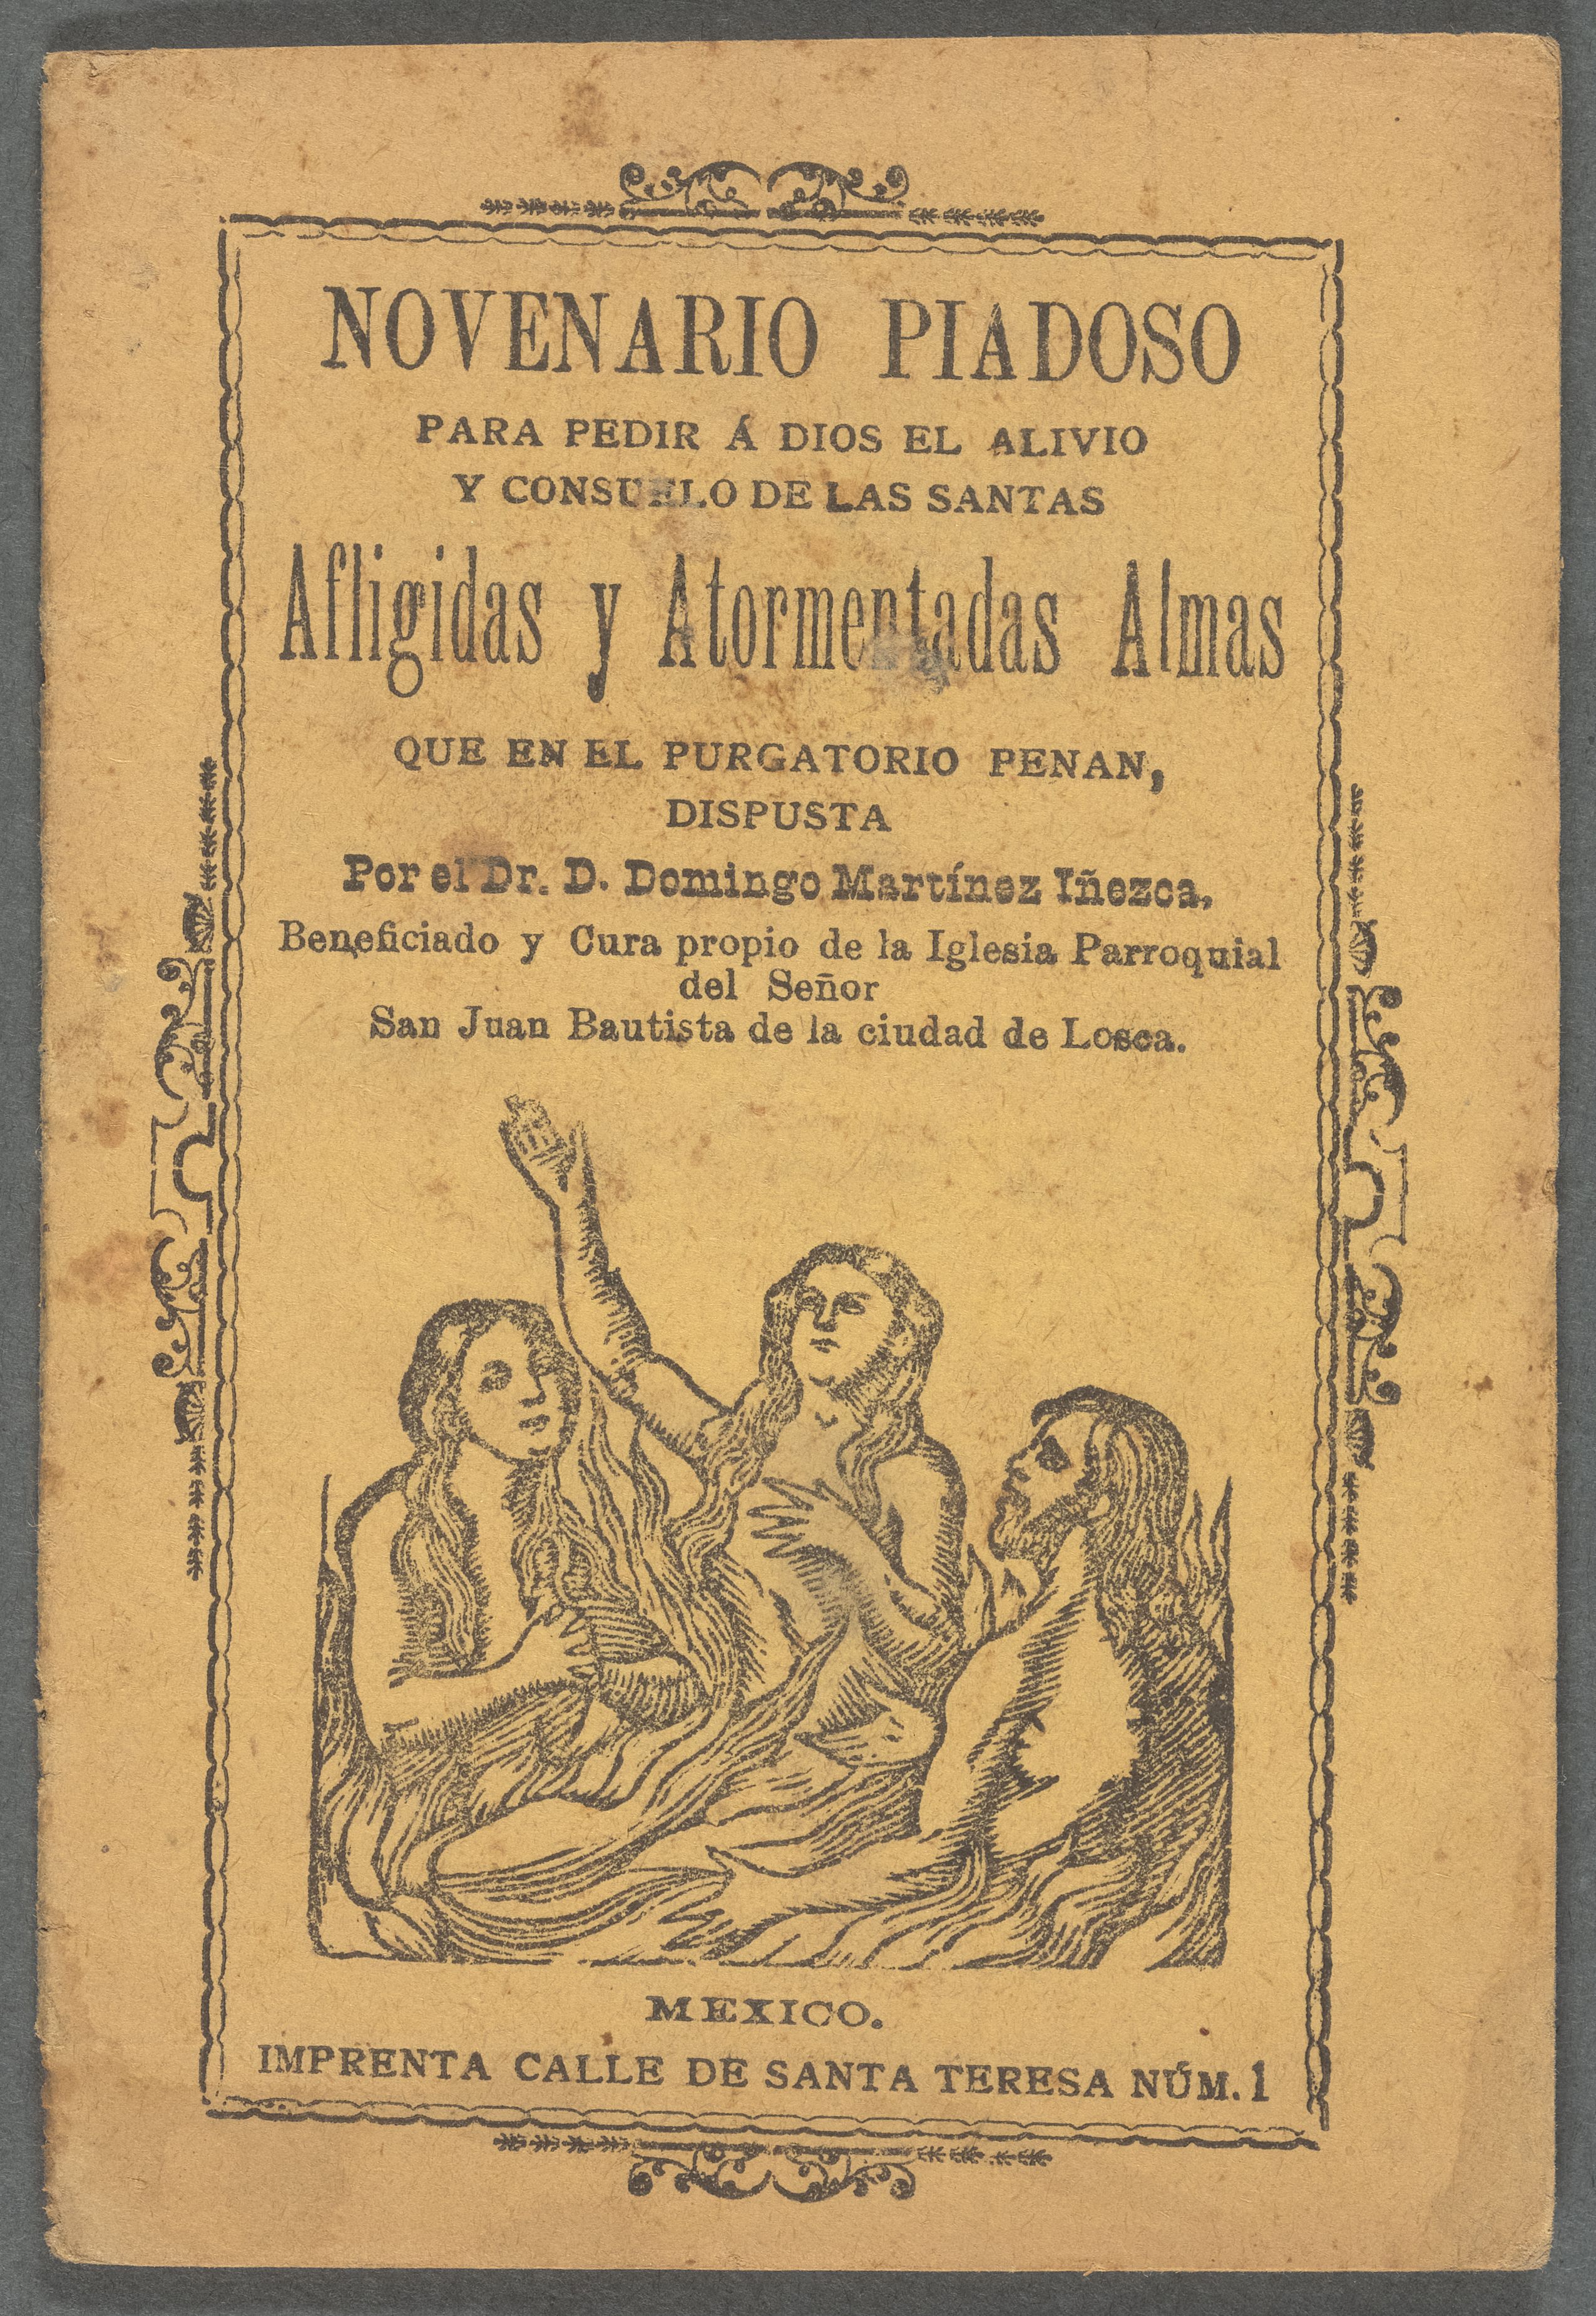 NOVENARIO PIADOSO
PARA PEDIR Á DIOS EL ALIVIO
Y CONSUELO DE LAS SANTAS
Afligidas y Atormentadas Almas
QUE EN EL PURGATORIO PENAN,
DISPUSTA
Por el Dr. D. Domingo Martínez Iñezca,
Beneficiado y Cura propio de la Iglesia Parroquial
del Señor
San Juan Bautista de la ciudad de Losca.
MEXICO.
IMPRENTA CALLE DE SANTA TERESA NÚM. 1